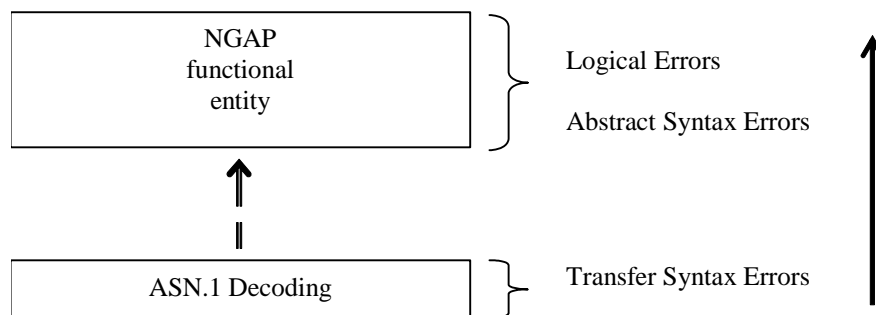 NGAP
functional
entity
Logical Errors
Abstract Syntax Errors
ASN.1 Decoding
Transfer Syntax Errors